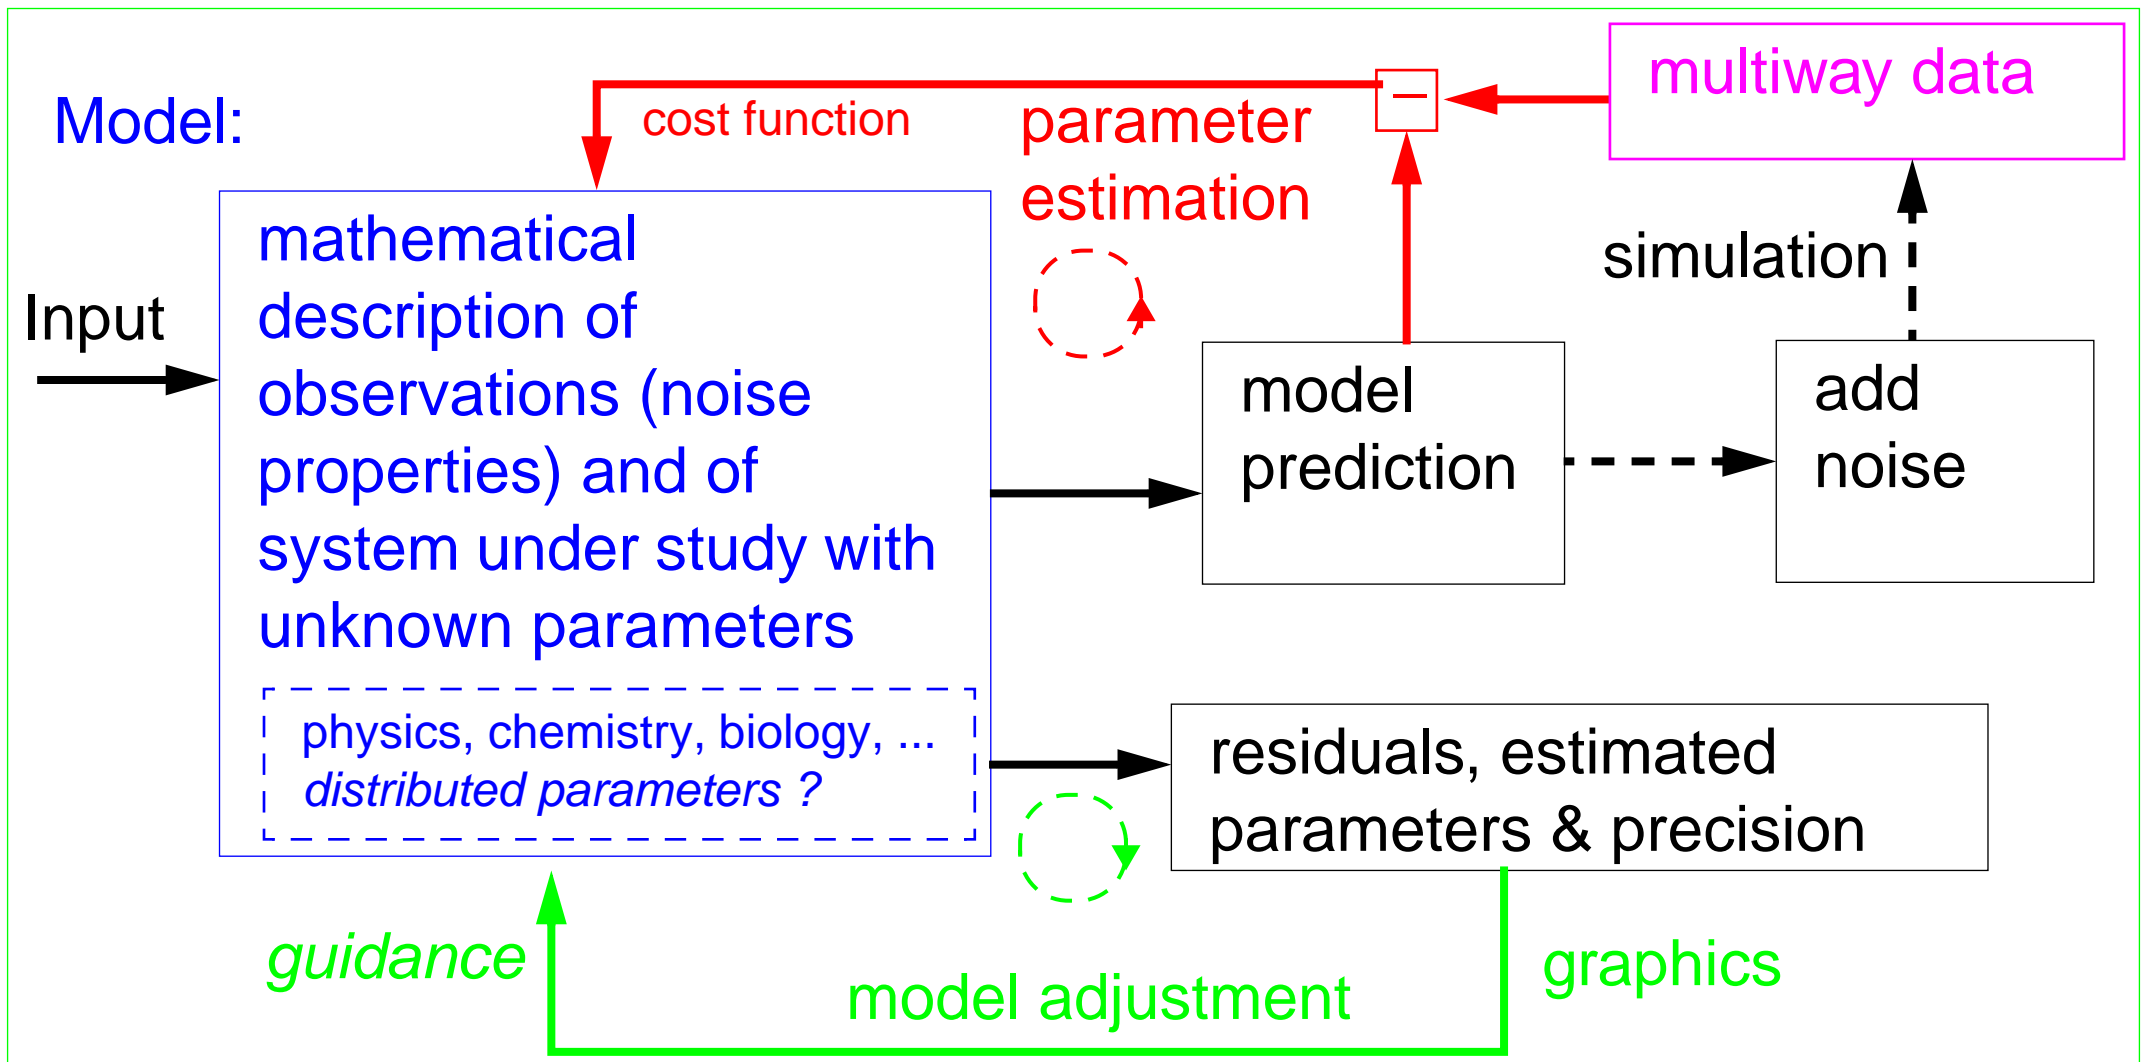 multiway data
Model:
cost function
–
parameter
estimation
mathematical
description of
observations (noise
properties) and of
system under study with
unknown parameters
physics, chemistry, biology, ...
distributed parameters ?
Input
simulation
model
prediction
add
noise
residuals, estimated
parameters & precision
guidance
model adjustment
graphics